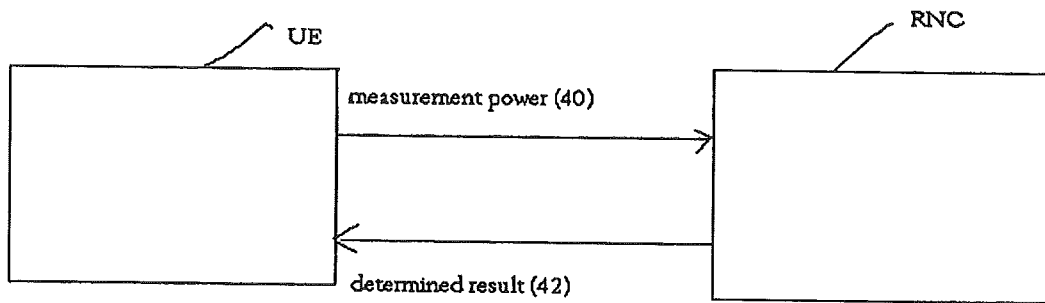 UE
RNC
measurement power (40)
determined result (42)